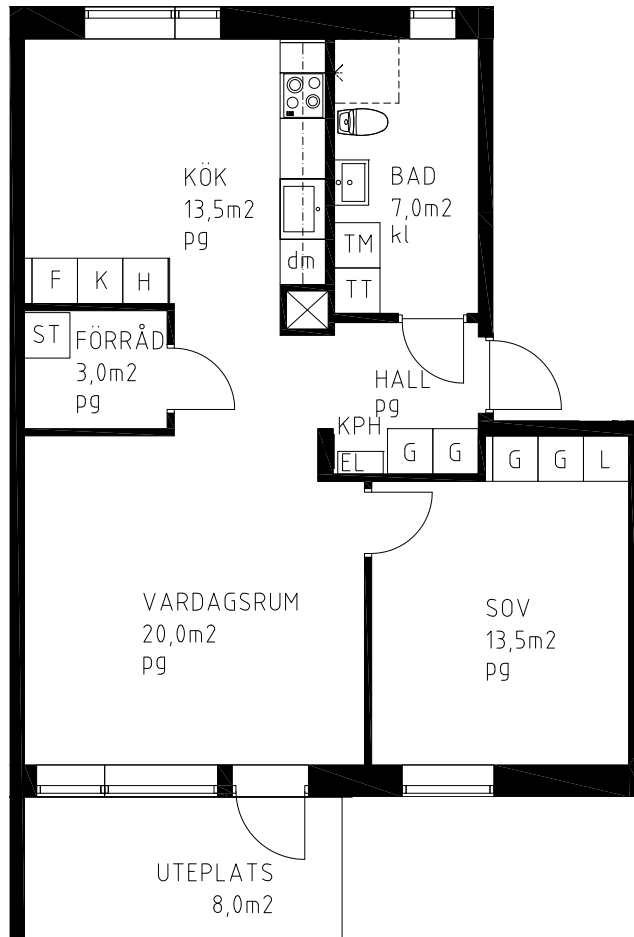 KÖK
13,5m2
pg
BAD
7,0m2
kl
TM
TT
dm
F K H
ST
FÖRRÅD
3,0m2
pg
HALL
pg
KPH
EL
G G
G G L
VARDAGSRUM
20,0m2
pg
SOV
13,5m2
pg
UTEPLATS
8,0m2